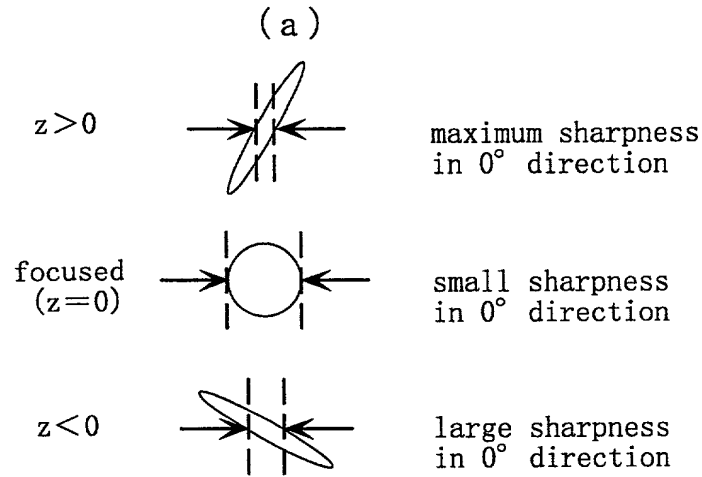 (a)
z>0
maximum sharpness
in 0° direction
focused
(z=0)
small sharpness
in 0° direction
z<0
large sharpness
in 0° direction